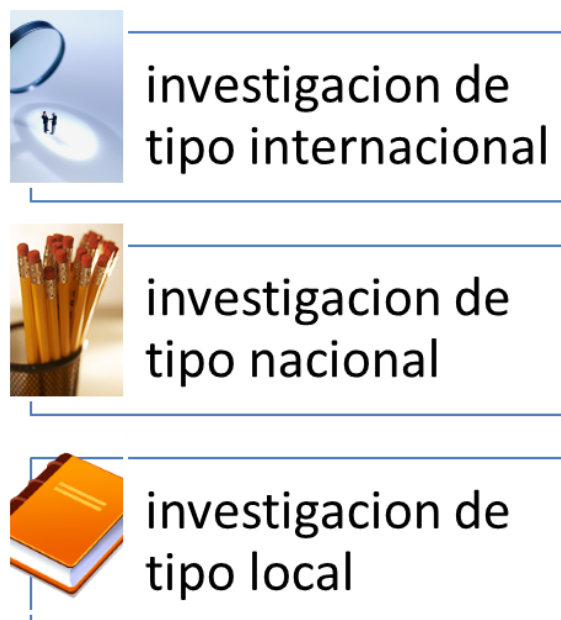 investigacion de
tipo internacional
investigacion de
tipo nacional
investigacion de
tipo local